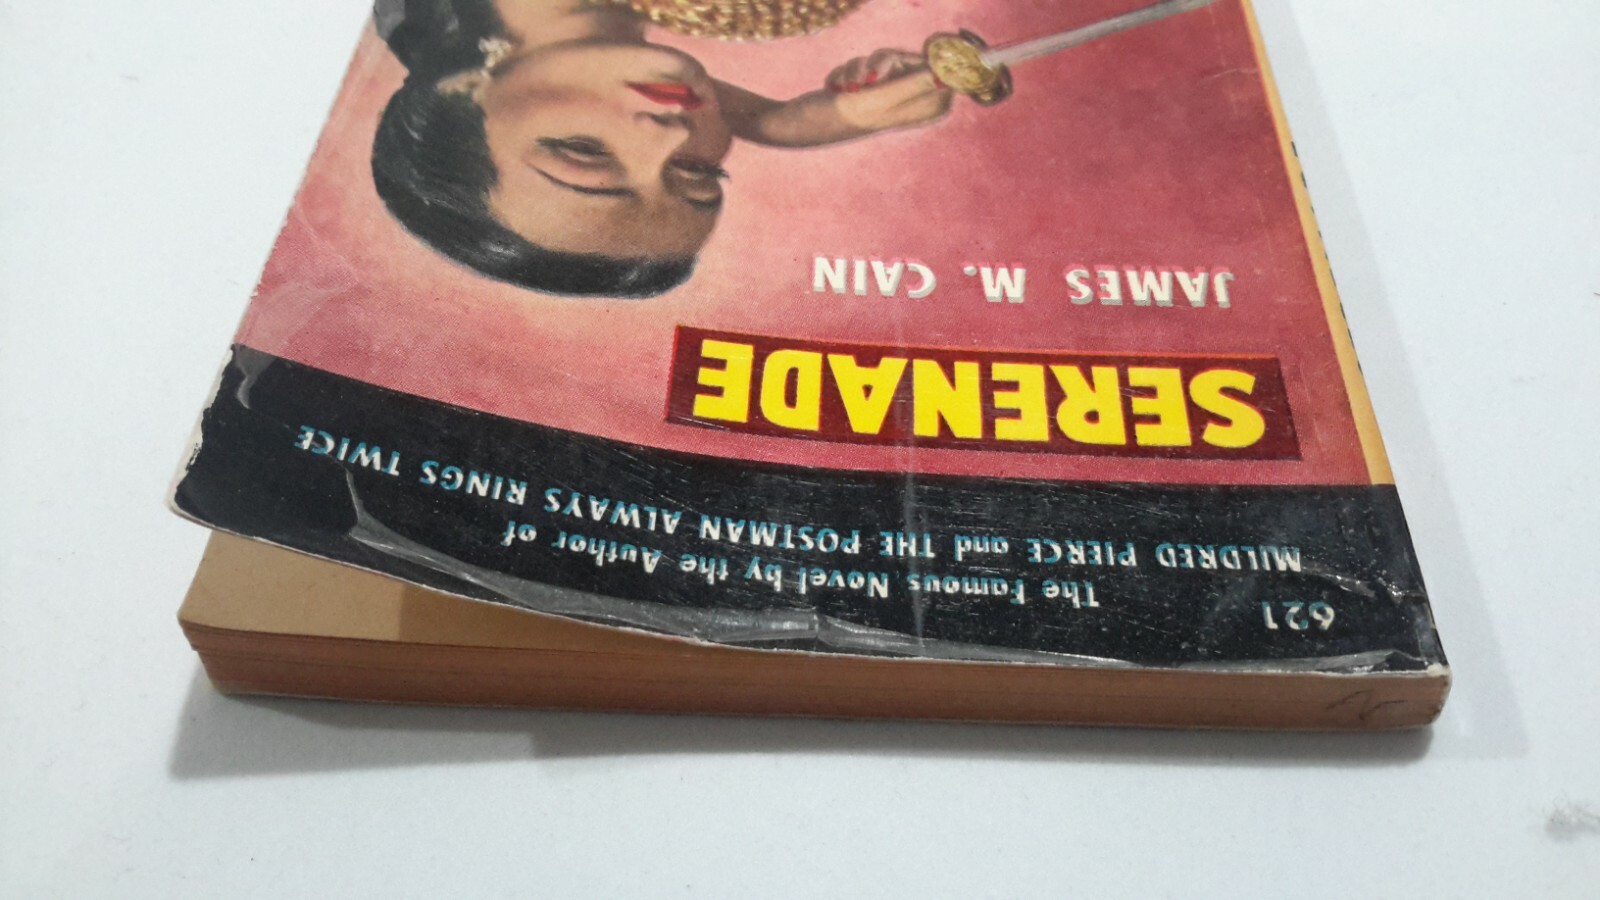 621
The Famous Novel by the Author of
MILDRED PIERCE and THE POSTMAN ALWAYS RINGS TWICE
SERENADE
JAMES M. CAIN